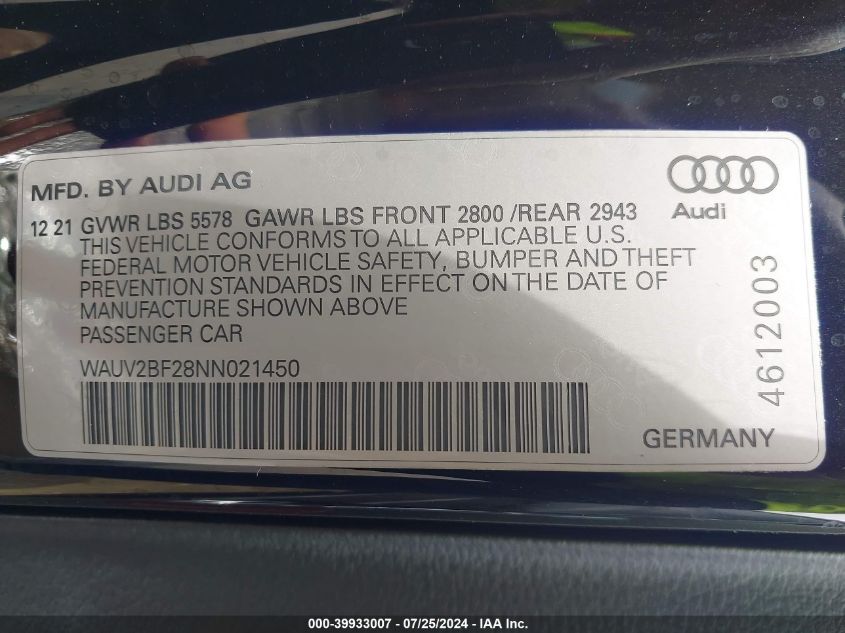 MFD. BY AUDI AG
Audi
12 21 GVWR LBS 5578 GAWR LBS FRONT 2800 /REAR 2943
THIS VEHICLE CONFORMS TO ALL APPLICABLE U.S.
FEDERAL MOTOR VEHICLE SAFETY, BUMPER AND THEFT
PREVENTION STANDARDS IN EFFECT ON THE DATE OF
MANUFACTURE SHOWN ABOVE
PASSENGER CAR
WAUV2BF28NN021450
4612003
GERMANY
000-39933007 - 07/25/2024 - IAA Inc.